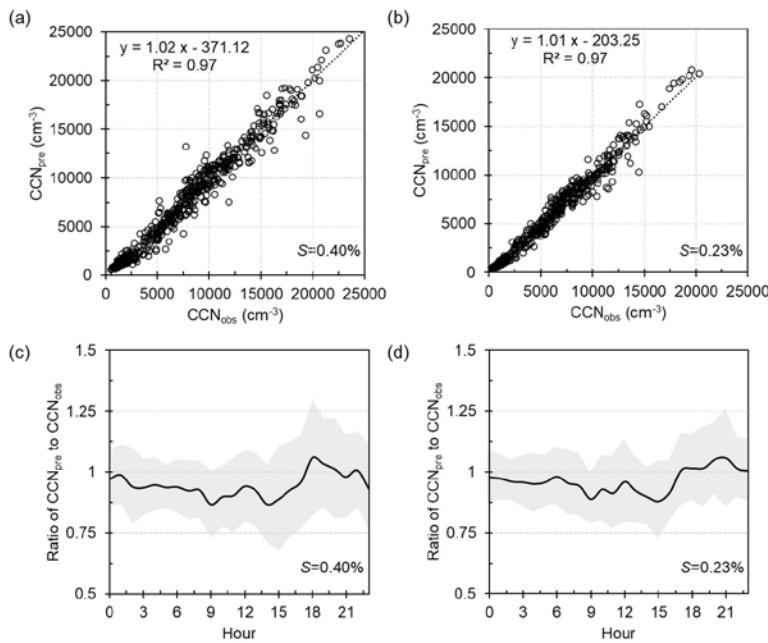 (a)
y = 1.02 x - 371.12
R² = 0.97
25000
20000
15000
10000
5000
0
CCNpre (cm-3)
S=0.40%
0 5000 10000 15000 20000 25000
CCNobs (cm-3)
(b)
y = 1.01 x - 203.25
R² = 0.97
25000
20000
15000
10000
5000
0
CCNpre (cm-3)
S=0.23%
0 5000 10000 15000 20000 25000
CCNobs (cm-3)
(c)
1.5
1.25
1
0.75
0.5
Ratio of CCNpre to CCNobs
S=0.40%
0 3 6 9 12 15 18 21
Hour
(d)
1.5
1.25
1
0.75
0.5
Ratio of CCNpre to CCNobs
S=0.23%
0 3 6 9 12 15 18 21
Hour